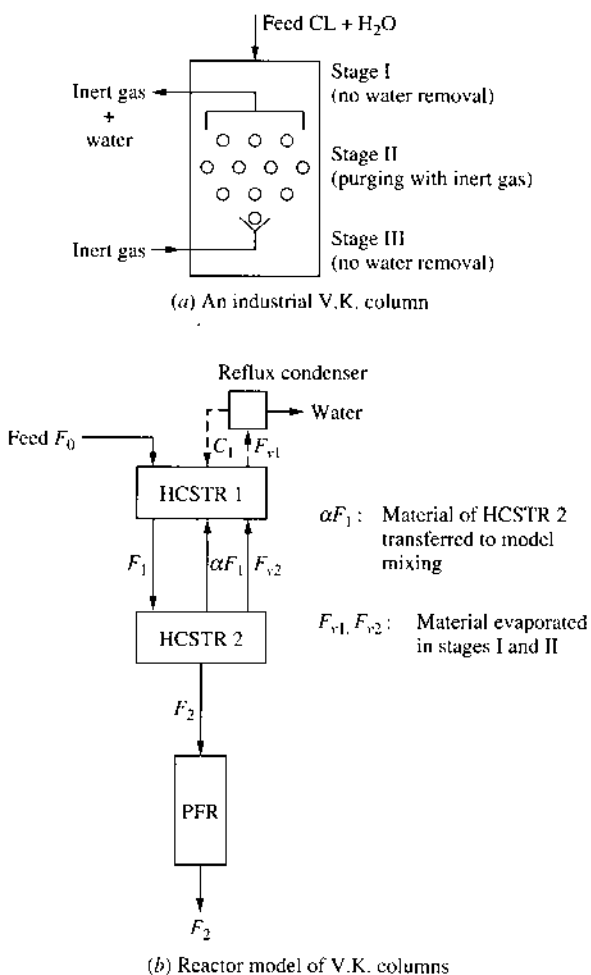 Feed CL + H₂O
Stage I
(no water removal)
Inert gas
+
water
Stage II
(purging with inert gas)
Stage III
(no water removal)
Inert gas
(a) An industrial V.K. column
Reflux condenser
Water
Feed F₀
C₁
Fᵥ₁
HCSTR 1
αF₁ : Material of HCSTR 2
transferred to model
mixing
F₁
αF₁
Fᵥ₂
HCSTR 2
Fᵥ₁, Fᵥ₂ : Material evaporated
in stages I and II
F₂
PFR
F₂
(b) Reactor model of V.K. columns